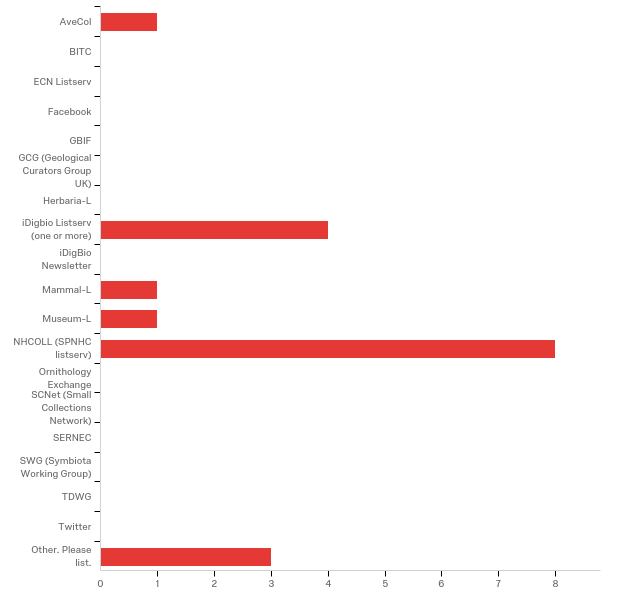 AveCol
BITC
ECN Listserv
Facebook
GBIF
GCG (Geological
Curators Group
UK)
Herbaria-L
iDigbio Listserv
(one or more)
iDigBio
Newsletter
Mammal-L
Museum-L
NHCOLL (SPNHC
listserv)
Ornithology
Exchange
SCNet (Small
Collections
Network)
SERNEC
SWG (Symbiota
Working Group)
TDWG
Twitter
Other. Please
list.
0 1 2 3 4 5 6 7 8